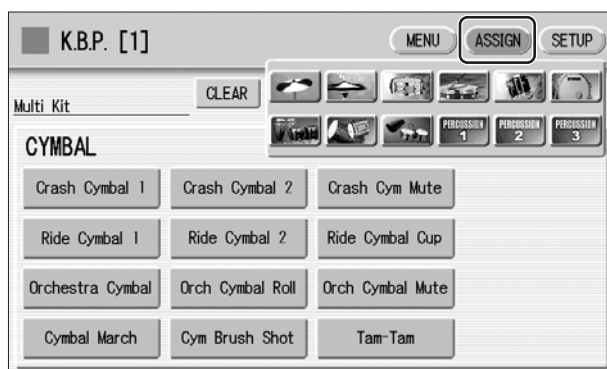 K.B.P. [1] MENU ASSIGN SETUP
Multi Kit CLEAR
PERCUSSION 1 PERCUSSION 2 PERCUSSION 3
CYMBAL
Crash Cymbal 1 Crash Cymbal 2 Crash Cym Mute
Ride Cymbal 1 Ride Cymbal 2 Ride Cymbal Cup
Orchestra Cymbal Orch Cymbal Roll Orch Cymbal Mute
Cymbal March Cym Brush Shot Tam-Tam